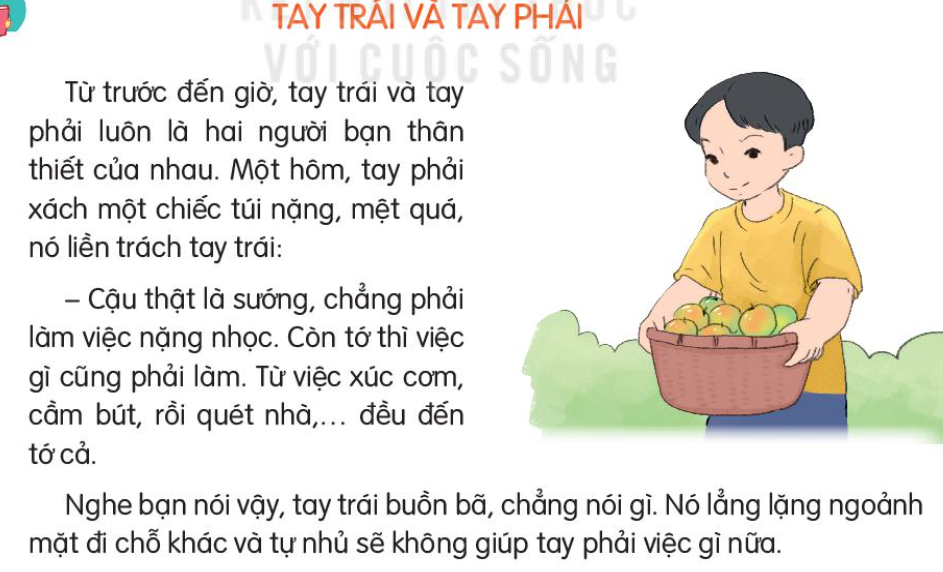 TAY TRÁI VÀ TAY PHẢI
VỚI CUỘC SỐNG
Từ trước đến giờ, tay trái và tay
phải luôn là hai người bạn thân
thiết của nhau. Một hôm, tay phải
xách một chiếc túi nặng, mệt quá,
nó liền trách tay trái:
– Cậu thật là sướng, chẳng phải
làm việc nặng nhọc. Còn tớ thì việc
gì cũng phải làm. Từ việc xúc cơm,
cầm bút, rồi quét nhà,... đều đến
tớ cả.
Nghe bạn nói vậy, tay trái buồn bã, chẳng nói gì. Nó lẳng lặng ngoảnh
mặt đi chỗ khác và tự nhủ sẽ không giúp tay phải việc gì nữa.